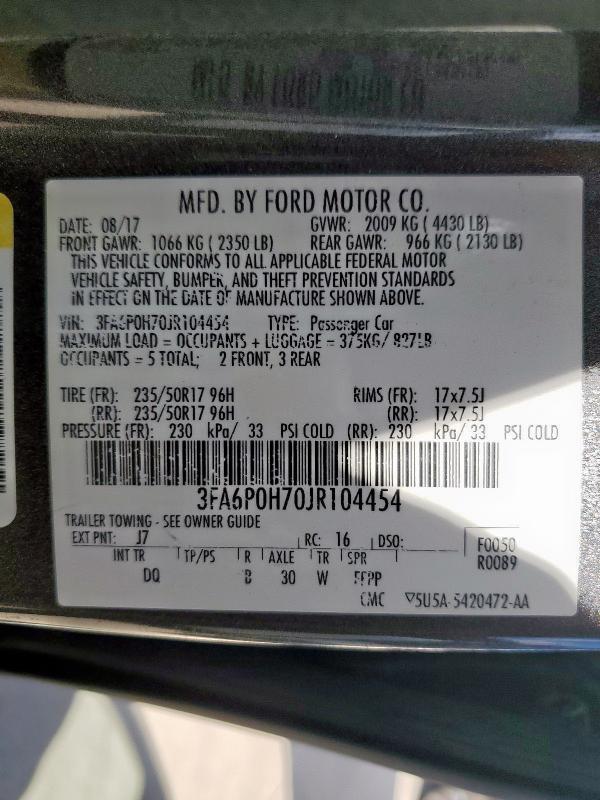 MFD. BY FORD MOTOR CO.
DATE: 08/17 GVWR: 2009 KG ( 4430 LB)
FRONT GAWR: 1066 KG ( 2350 LB) REAR GAWR: 966 KG ( 2130 LB)
THIS VEHICLE CONFORMS TO ALL APPLICABLE FEDERAL MOTOR
VEHICLE SAFETY, BUMPER, AND THEFT PREVENTION STANDARDS
IN EFFECT ON THE DATE OF MANUFACTURE SHOWN ABOVE.
VIN: 3FA6P0H70JR104454 TYPE: Passenger Car
MAXIMUM LOAD = OCCUPANTS + LUGGAGE = 375KG/ 827LB
OCCUPANTS = 5 TOTAL; 2 FRONT, 3 REAR
TIRE (FR): 235/50R17 96H RIMS (FR): 17x7.5J
(RR): 235/50R17 96H (RR): 17x7.5J
PRESSURE (FR): 230 kPa/ 33 PSI COLD (RR): 230 kPa/ 33 PSI COLD
3FA6P0H70JR104454
TRAILER TOWING - SEE OWNER GUIDE
EXT PNT: J7 RC: 16 DSO: F0050
INT TR TP/PS R AXLE TR SPR R0089
DQ B 30 W FFPP
CMC ▽5U5A-5420472-AA